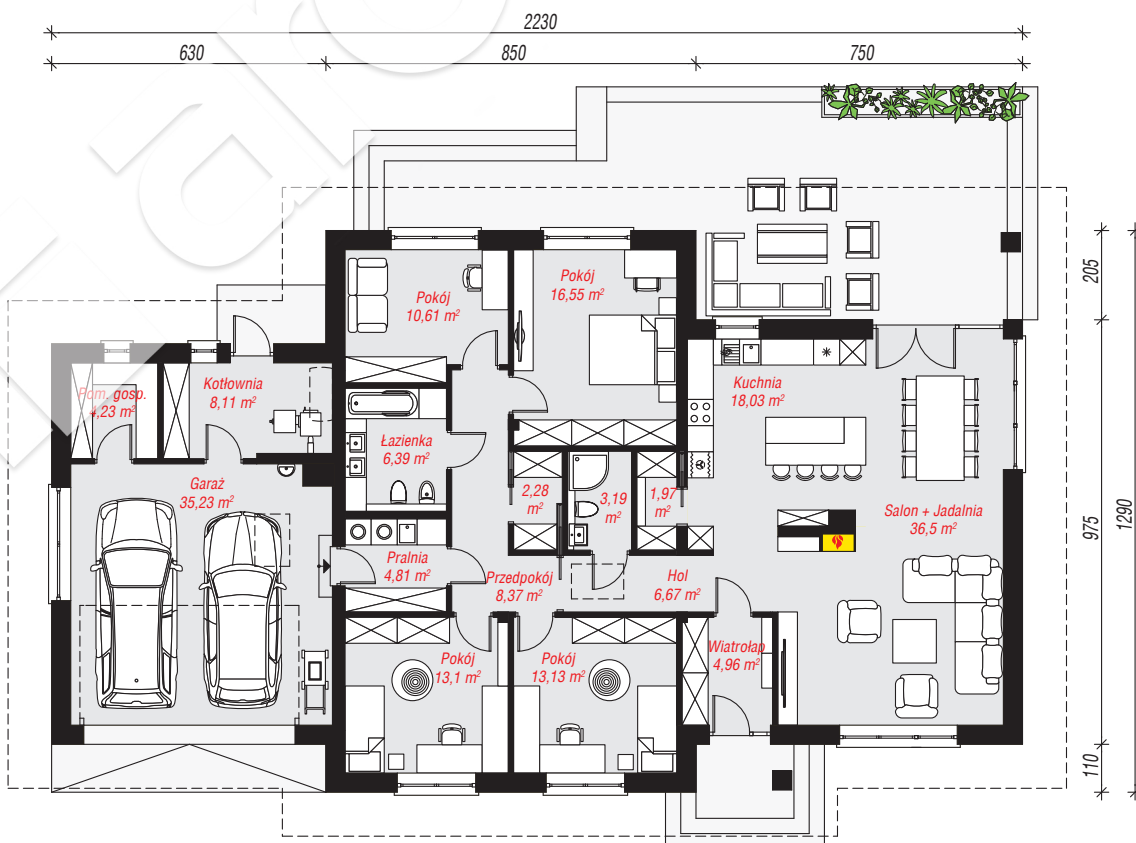 2230
630
850
750
Pokój
10,61 m²
Pokój
16,55 m²
205
Pom. gosp.
4,23 m²
Kotłownia
8,11 m²
Kuchnia
18,03 m²
Łazienka
6,39 m²
Garaż
35,23 m²
2,28
m²
3,19
m²
1,97
m²
Salon + Jadalnia
36,5 m²
975
1290
Pralnia
4,81 m²
Przedpokój
8,37 m²
Hol
6,67 m²
Pokój
13,1 m²
Pokój
13,13 m²
Wiatrołap
4,96 m²
110